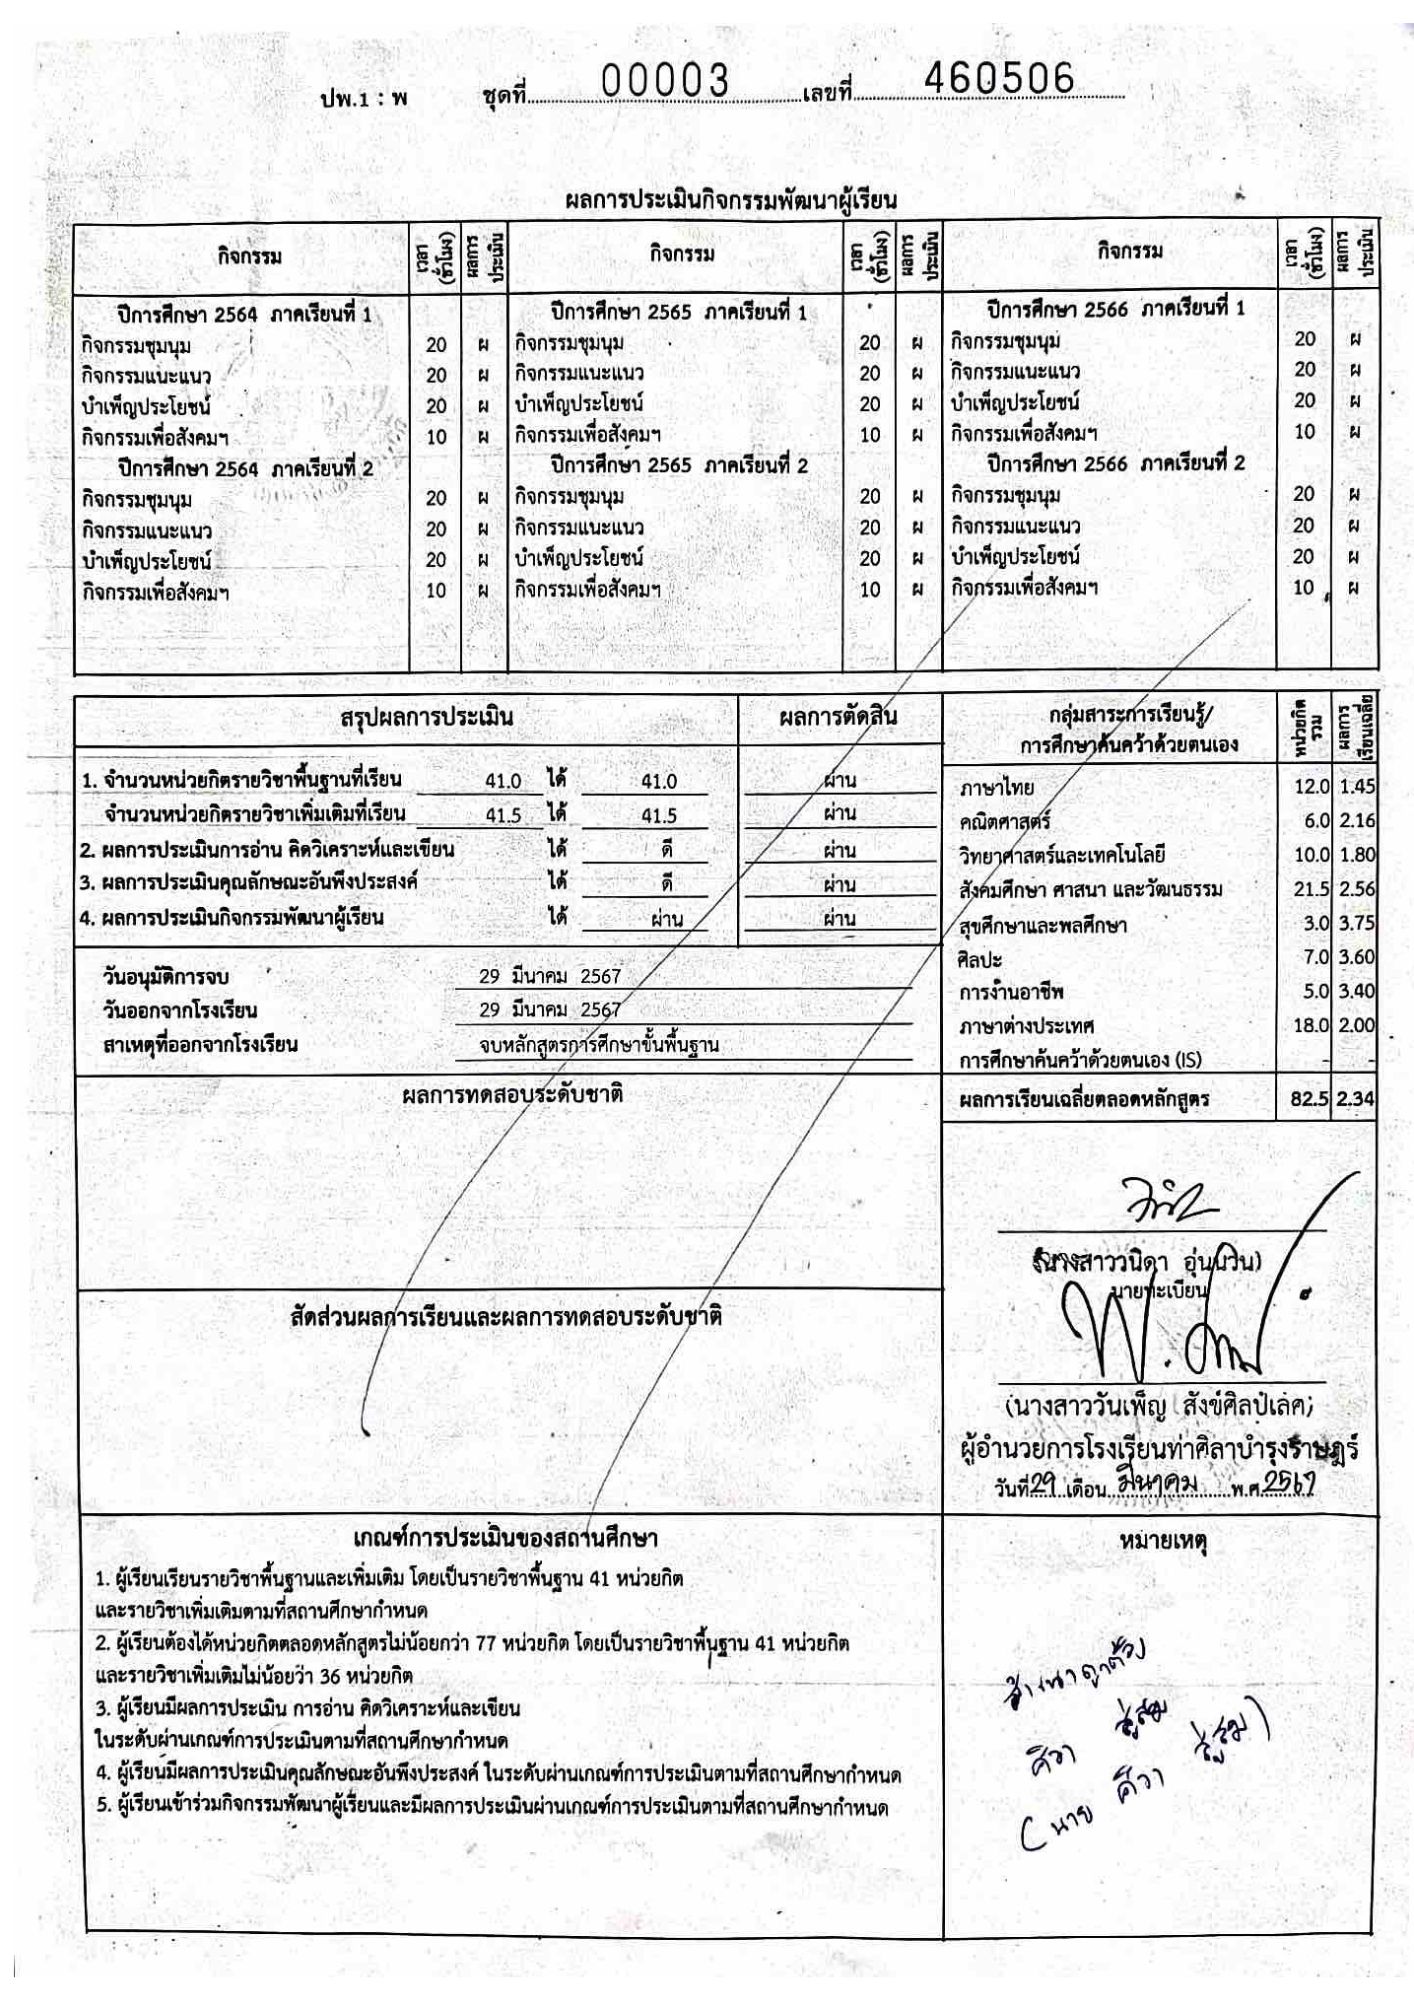 ปพ.1 : พ ชุดที่ 00003 เลขที่ 460506
ผลการประเมินกิจกรรมพัฒนาผู้เรียน
กิจกรรม เวลา (ชั่วโมง) ผลการประเมิน กิจกรรม เวลา (ชั่วโมง) ผลการประเมิน กิจกรรม เวลา (ชั่วโมง) ผลการประเมิน
ปีการศึกษา 2564 ภาคเรียนที่ 1 ปีการศึกษา 2565 ภาคเรียนที่ 1 ปีการศึกษา 2566 ภาคเรียนที่ 1
กิจกรรมชุมนุม 20 ผ กิจกรรมชุมนุม 20 ผ กิจกรรมชุมนุม 20 ผ
กิจกรรมแนะแนว 20 ผ กิจกรรมแนะแนว 20 ผ กิจกรรมแนะแนว 20 ผ
บำเพ็ญประโยชน์ 20 ผ บำเพ็ญประโยชน์ 20 ผ บำเพ็ญประโยชน์ 20 ผ
กิจกรรมเพื่อสังคมฯ 10 ผ กิจกรรมเพื่อสังคมฯ 10 ผ กิจกรรมเพื่อสังคมฯ 10 ผ
ปีการศึกษา 2564 ภาคเรียนที่ 2 ปีการศึกษา 2565 ภาคเรียนที่ 2 ปีการศึกษา 2566 ภาคเรียนที่ 2
กิจกรรมชุมนุม 20 ผ กิจกรรมชุมนุม 20 ผ กิจกรรมชุมนุม 20 ผ
กิจกรรมแนะแนว 20 ผ กิจกรรมแนะแนว 20 ผ กิจกรรมแนะแนว 20 ผ
บำเพ็ญประโยชน์ 20 ผ บำเพ็ญประโยชน์ 20 ผ บำเพ็ญประโยชน์ 20 ผ
กิจกรรมเพื่อสังคมฯ 10 ผ กิจกรรมเพื่อสังคมฯ 10 ผ กิจกรรมเพื่อสังคมฯ 10 ผ
สรุปผลการประเมิน ผลการตัดสิน
1. จำนวนหน่วยกิตรายวิชาพื้นฐานที่เรียน 41.0 ได้ 41.0 ผ่าน
จำนวนหน่วยกิตรายวิชาเพิ่มเติมที่เรียน 41.5 ได้ 41.5 ผ่าน
2. ผลการประเมินการอ่าน คิดวิเคราะห์และเขียน ได้ ดี ผ่าน
3. ผลการประเมินคุณลักษณะอันพึงประสงค์ ได้ ดี ผ่าน
4. ผลการประเมินกิจกรรมพัฒนาผู้เรียน ได้ ผ่าน ผ่าน
วันอนุมัติการจบ 29 มีนาคม 2567
วันออกจากโรงเรียน 29 มีนาคม 2567
สาเหตุที่ออกจากโรงเรียน จบหลักสูตรการศึกษาขั้นพื้นฐาน
กลุ่มสาระการเรียนรู้/ การศึกษาค้นคว้าด้วยตนเอง หน่วยกิตรวม ผลการเรียนเฉลี่ย
ภาษาไทย 12.0 1.45
คณิตศาสตร์ 6.0 2.16
วิทยาศาสตร์และเทคโนโลยี 10.0 1.80
สังคมศึกษา ศาสนา และวัฒนธรรม 21.5 2.56
สุขศึกษาและพลศึกษา 3.0 3.75
ศิลปะ 7.0 3.60
การงานอาชีพ 5.0 3.40
ภาษาต่างประเทศ 18.0 2.00
การศึกษาค้นคว้าด้วยตนเอง (IS) - -
ผลการเรียนเฉลี่ยตลอดหลักสูตร 82.5 2.34
ผลการทดสอบระดับชาติ
สัดส่วนผลการเรียนและผลการทดสอบระดับชาติ
(นางสาววนิดา อุ่นนวิน)
นายทะเบียน
(นางสาววันเพ็ญ สังข์ศิลป์เลศ)
ผู้อำนวยการโรงเรียนท่าศิลาบำรุงราษฎร์
วันที่ 29 เดือน มีนาคม พ.ศ. 2567
เกณฑ์การประเมินของสถานศึกษา
1. ผู้เรียนเรียนรายวิชาพื้นฐานและเพิ่มเติม โดยเป็นรายวิชาพื้นฐาน 41 หน่วยกิต
และรายวิชาเพิ่มเติมตามที่สถานศึกษากำหนด
2. ผู้เรียนต้องได้หน่วยกิตตลอดหลักสูตรไม่น้อยกว่า 77 หน่วยกิต โดยเป็นรายวิชาพื้นฐาน 41 หน่วยกิต
และรายวิชาเพิ่มเติมไม่น้อยว่า 36 หน่วยกิต
3. ผู้เรียนมีผลการประเมิน การอ่าน คิดวิเคราะห์และเขียน
ในระดับผ่านเกณฑ์การประเมินตามที่สถานศึกษากำหนด
4. ผู้เรียนมีผลการประเมินคุณลักษณะอันพึงประสงค์ ในระดับผ่านเกณฑ์การประเมินตามที่สถานศึกษากำหนด
5. ผู้เรียนเข้าร่วมกิจกรรมพัฒนาผู้เรียนและมีผลการประเมินผ่านเกณฑ์การประเมินตามที่สถานศึกษากำหนด
หมายเหตุ
สำเนาถูกต้อง
ศิวา
(นาย ศิวา